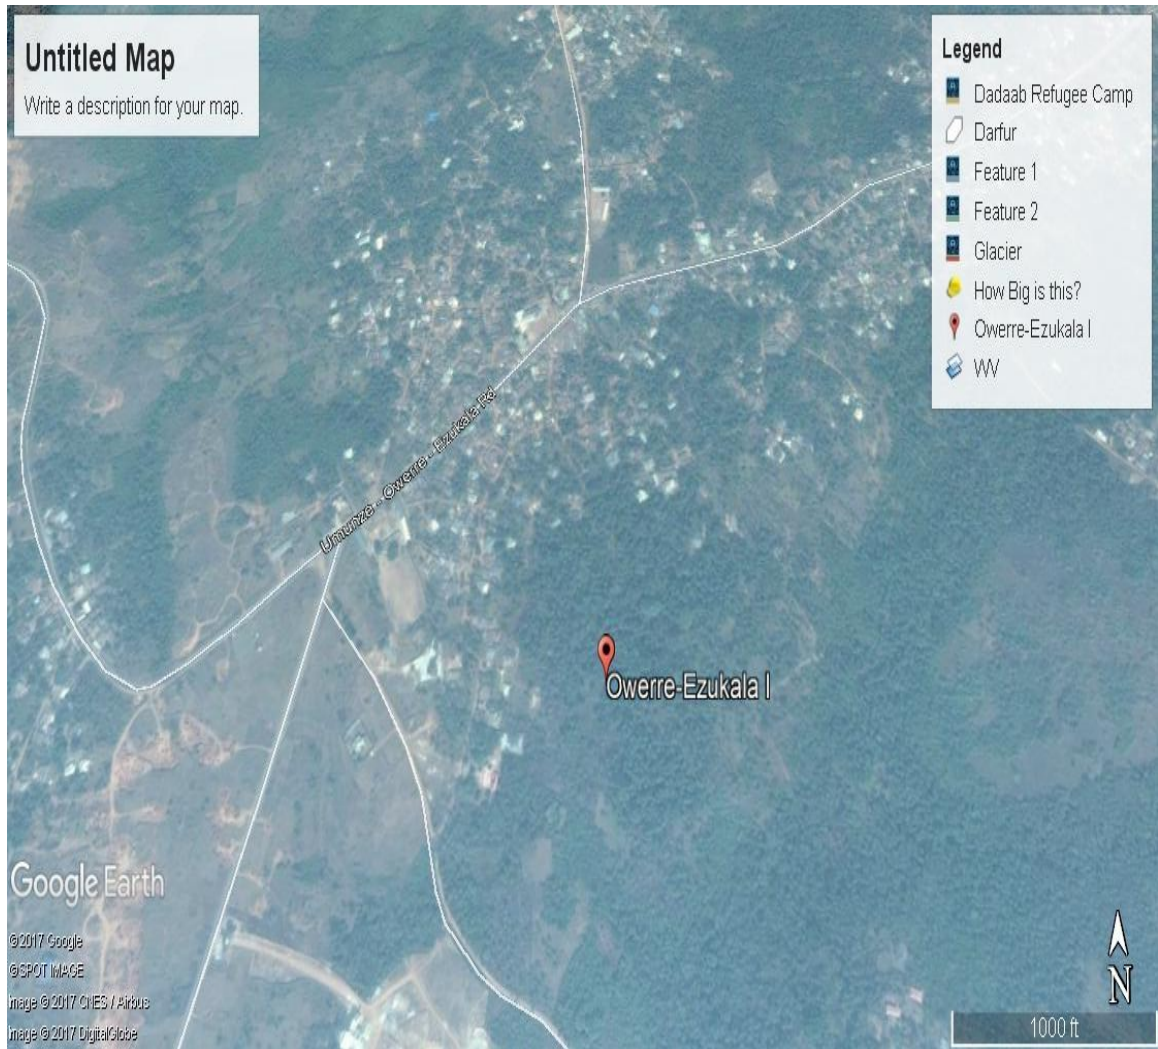 Untitled Map
Write a description for your map.
Legend
Dadaab Refugee Camp
Darfur
Feature 1
Feature 2
Glacier
How Big is this?
Owerre-Ezukala I
VV
Umunze - Owerre - Ezukala Rd
Owerre-Ezukala I
Google Earth
© 2017 Google
© SPOT IMAGE
Image © 2017 CNES / Airbus
Image © 2017 DigitalGlobe
N
1000 ft